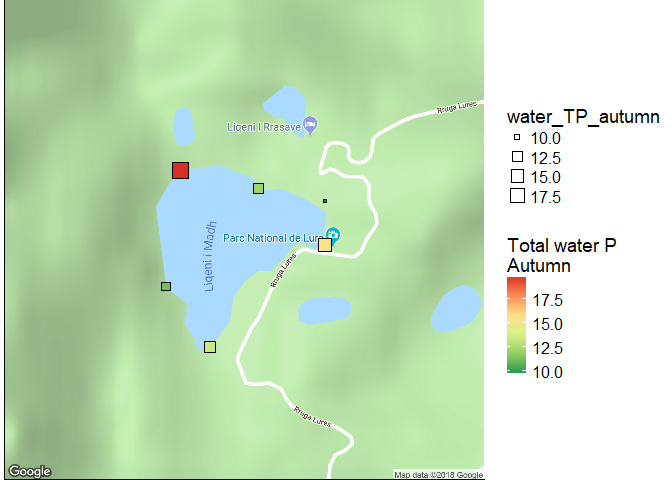 Rruga Lures
Liqeni I Rrasave
Parc National de Lure
Liqeni i Madh
Rruga Lures
Rruga Lures
Google
Map data ©2018 Google
water_TP_autumn
10.0
12.5
15.0
17.5
Total water P
Autumn
17.5
15.0
12.5
10.0